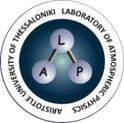 ARISTOTLE UNIVERSITY OF THESSALONIKI LABORATORY OF ATMOSPHERIC PHYSICS
L
A P